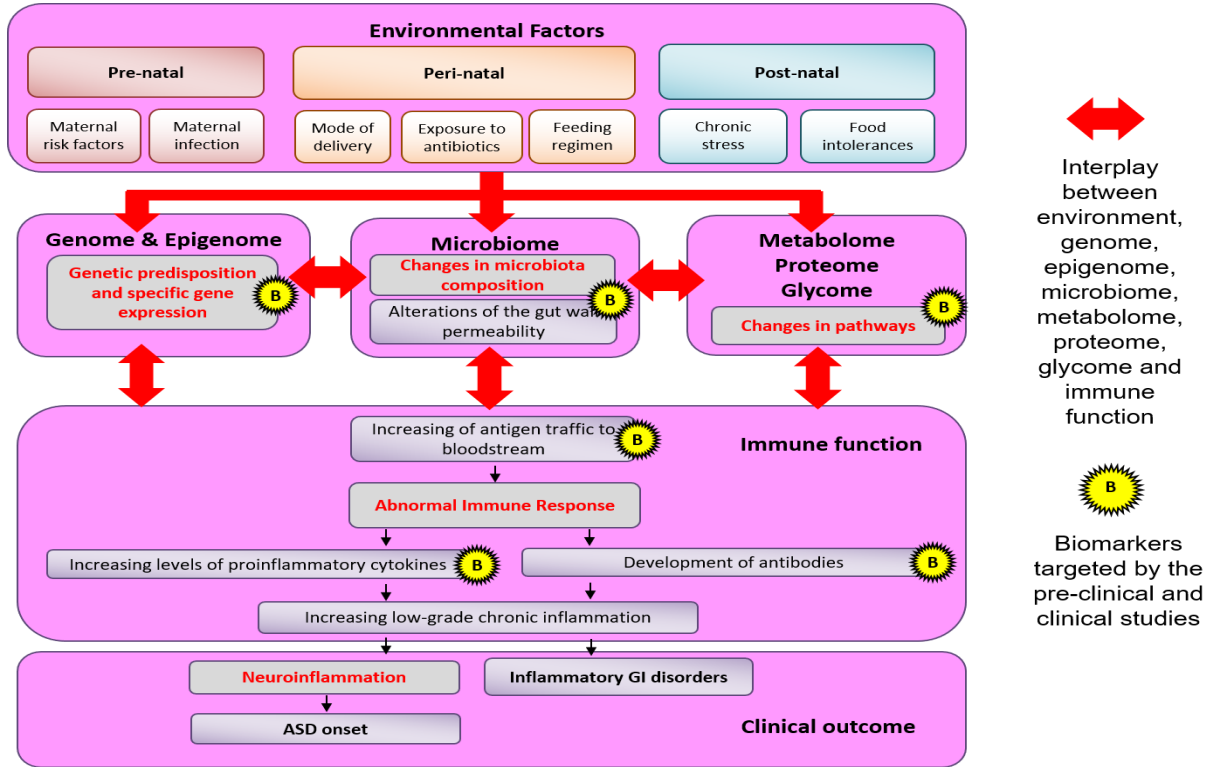 Environmental Factors
Pre-natal
Peri-natal
Post-natal
Maternal
risk factors
Maternal
infection
Mode of
delivery
Exposure to
antibiotics
Feeding
regimen
Chronic
stress
Food
intolerances
Genome & Epigenome
Genetic predisposition
and specific gene
expression
B
Microbiome
Changes in microbiota
composition
B
Alterations of the gut wall
permeability
Metabolome
Proteome
Glycome
B
Changes in pathways
Immune function
Increasing of antigen traffic to
bloodstream
B
Abnormal Immune Response
Increasing levels of proinflammatory cytokines
B
Development of antibodies
B
Increasing low-grade chronic inflammation
Neuroinflammation
Inflammatory GI disorders
ASD onset
Clinical outcome
Interplay
between
environment,
genome,
epigenome,
microbiome,
metabolome,
proteome,
glycome and
immune
function
B
Biomarkers
targeted by the
pre-clinical and
clinical studies